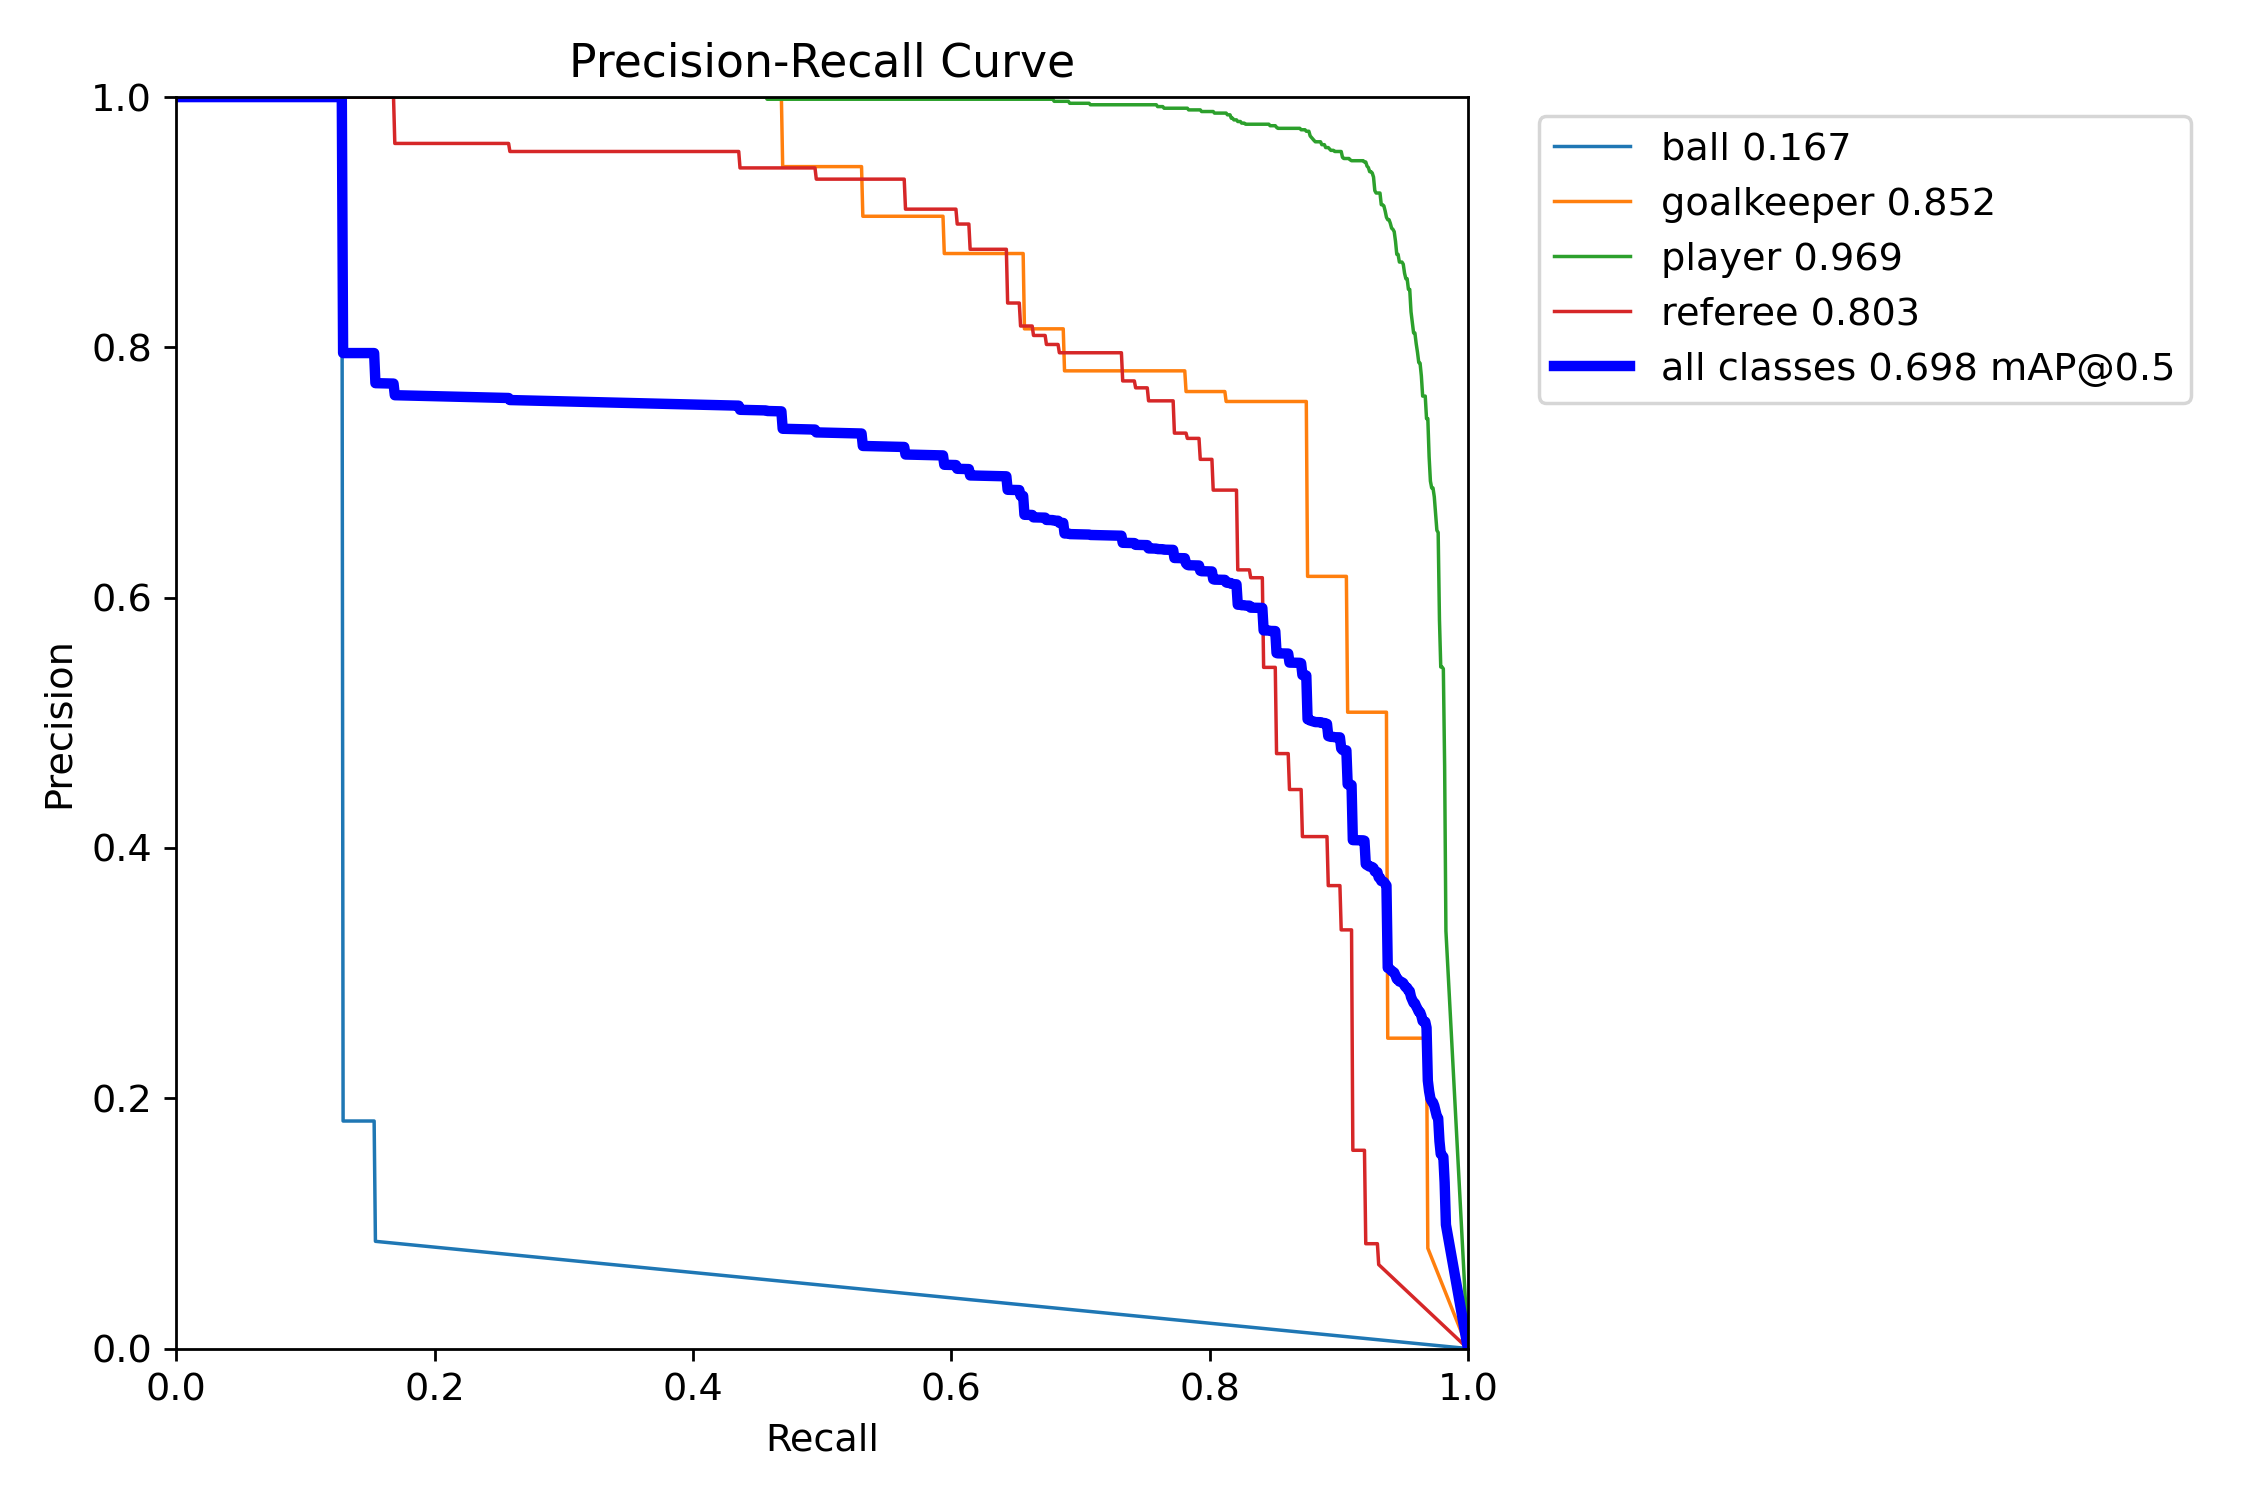 Precision-Recall Curve
1.0
0.8
0.6
0.4
0.2
0.0
Precision
0.0 0.2 0.4 0.6 0.8 1.0
Recall
ball 0.167
goalkeeper 0.852
player 0.969
referee 0.803
all classes 0.698 mAP@0.5